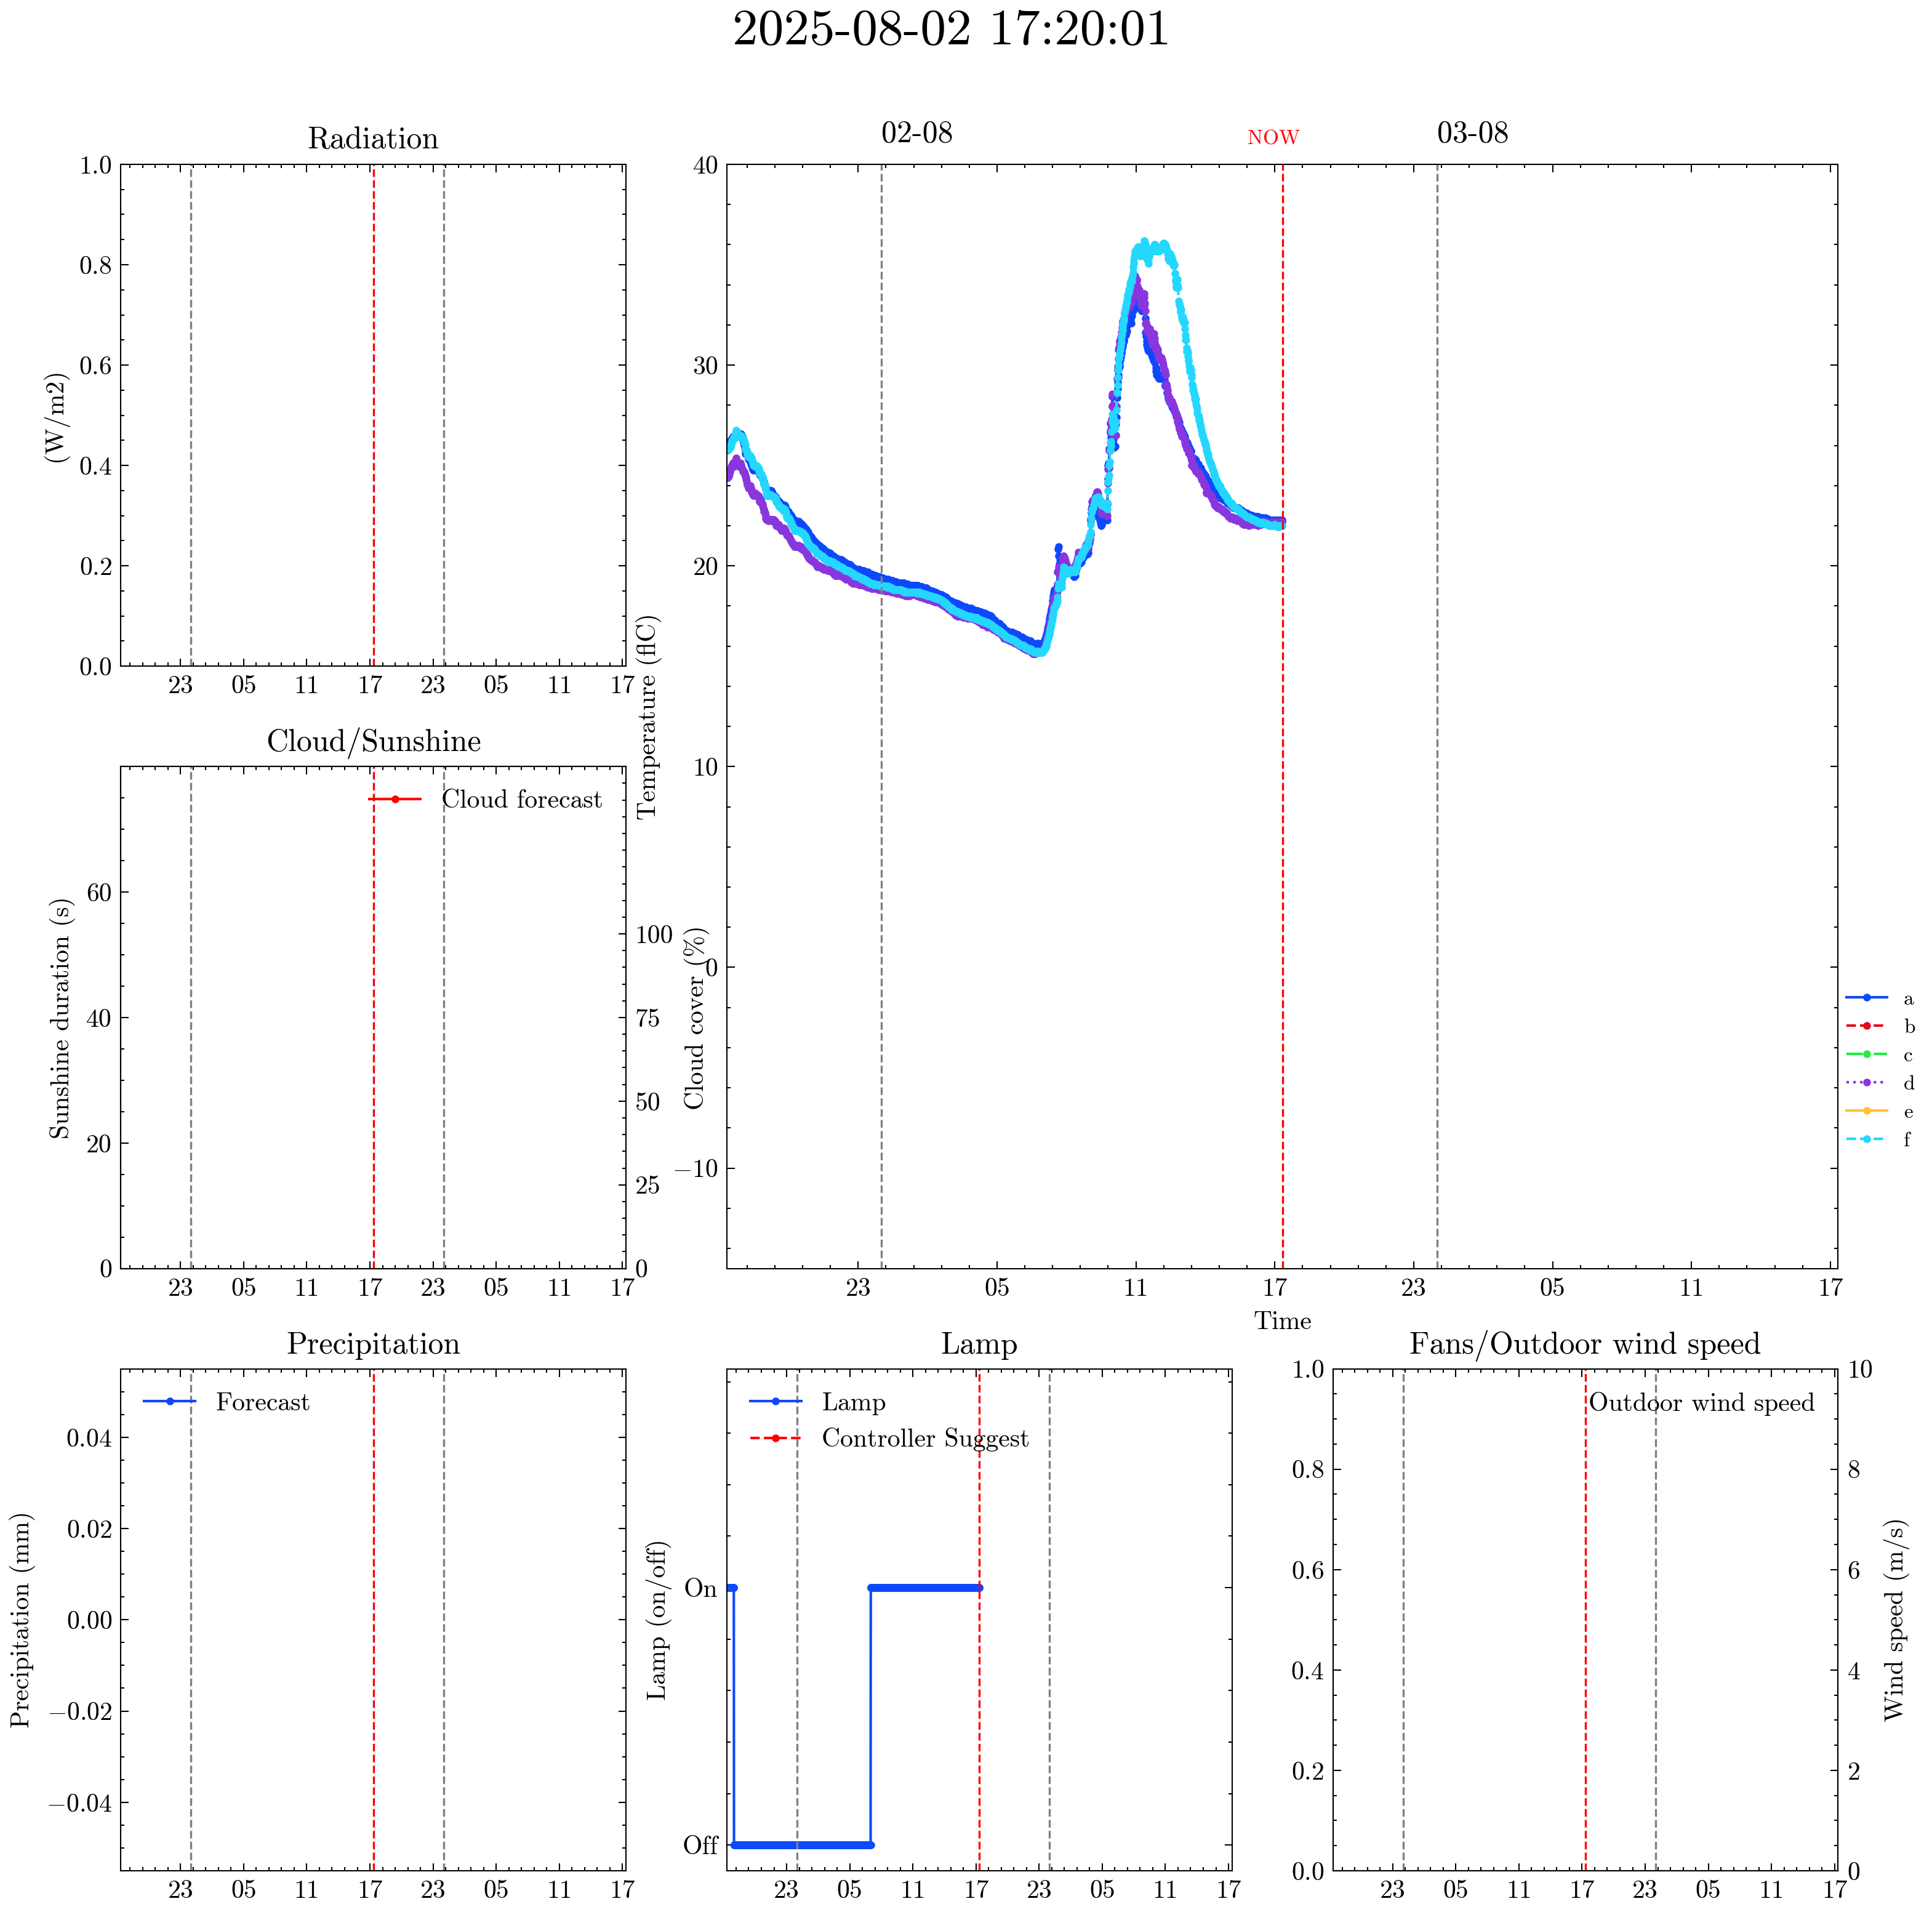 2025-08-02 17:20:01
Radiation
(W/m2)
1.0
0.8
0.6
0.4
0.2
0.0
23 05 11 17 23 05 11 17
02-08
NOW
03-08
Temperature (ﬂC)
40
30
20
10
0
−10
23 05 11 17 23 05 11 17
Time
a
b
c
d
e
f
Cloud/Sunshine
Cloud forecast
Sunshine duration (s)
60
40
20
0
Cloud cover (%)
100
75
50
25
0
23 05 11 17 23 05 11 17
Precipitation
Forecast
Precipitation (mm)
0.04
0.02
0.00
−0.02
−0.04
23 05 11 17 23 05 11 17
Lamp
Lamp
Controller Suggest
Lamp (on/off)
On
Off
23 05 11 17 23 05 11 17
Fans/Outdoor wind speed
Outdoor wind speed
1.0
0.8
0.6
0.4
0.2
0.0
10
8
6
4
2
0
Wind speed (m/s)
23 05 11 17 23 05 11 17